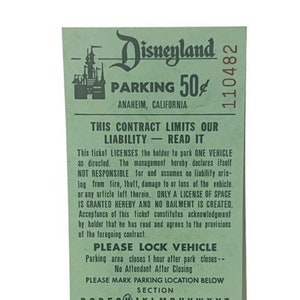 Disneyland
PARKING 50¢
ANAHEIM, CALIFORNIA
110482
THIS CONTRACT LIMITS OUR
LIABILITY — READ IT
This ticket LICENSES the holder to park ONE VEHICLE
as directed. The management hereby declares itself
NOT RESPONSIBLE for and assumes no liability aris-
ing from fire, theft, damage to or loss of the vehicle
or any article left therein. ONLY A LICENSE OF SPACE
IS GRANTED HEREBY AND NO BAILMENT IS CREATED.
Acceptance of this ticket constitutes acknowledgment
by holder that he has read and agrees to the provisions
of the foregoing contract.
PLEASE LOCK VEHICLE
Parking area closes 1 hour after park closes—
No Attendant After Closing
PLEASE MARK PARKING LOCATION BELOW
SECTION